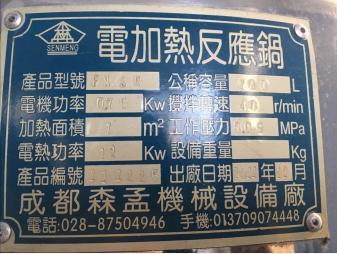 SENMENG 電加熱反應鍋
產品型號 公稱容量 L
電機功率 Kw 攪拌轉速 40 r/min
加熱面積 m² 工作壓力 MPa
電熱功率 Kw 設備重量 Kg
產品編號 出廠日期 年 月
成都森孟機械設備廠
電話:028-87504946 手機:013709074448